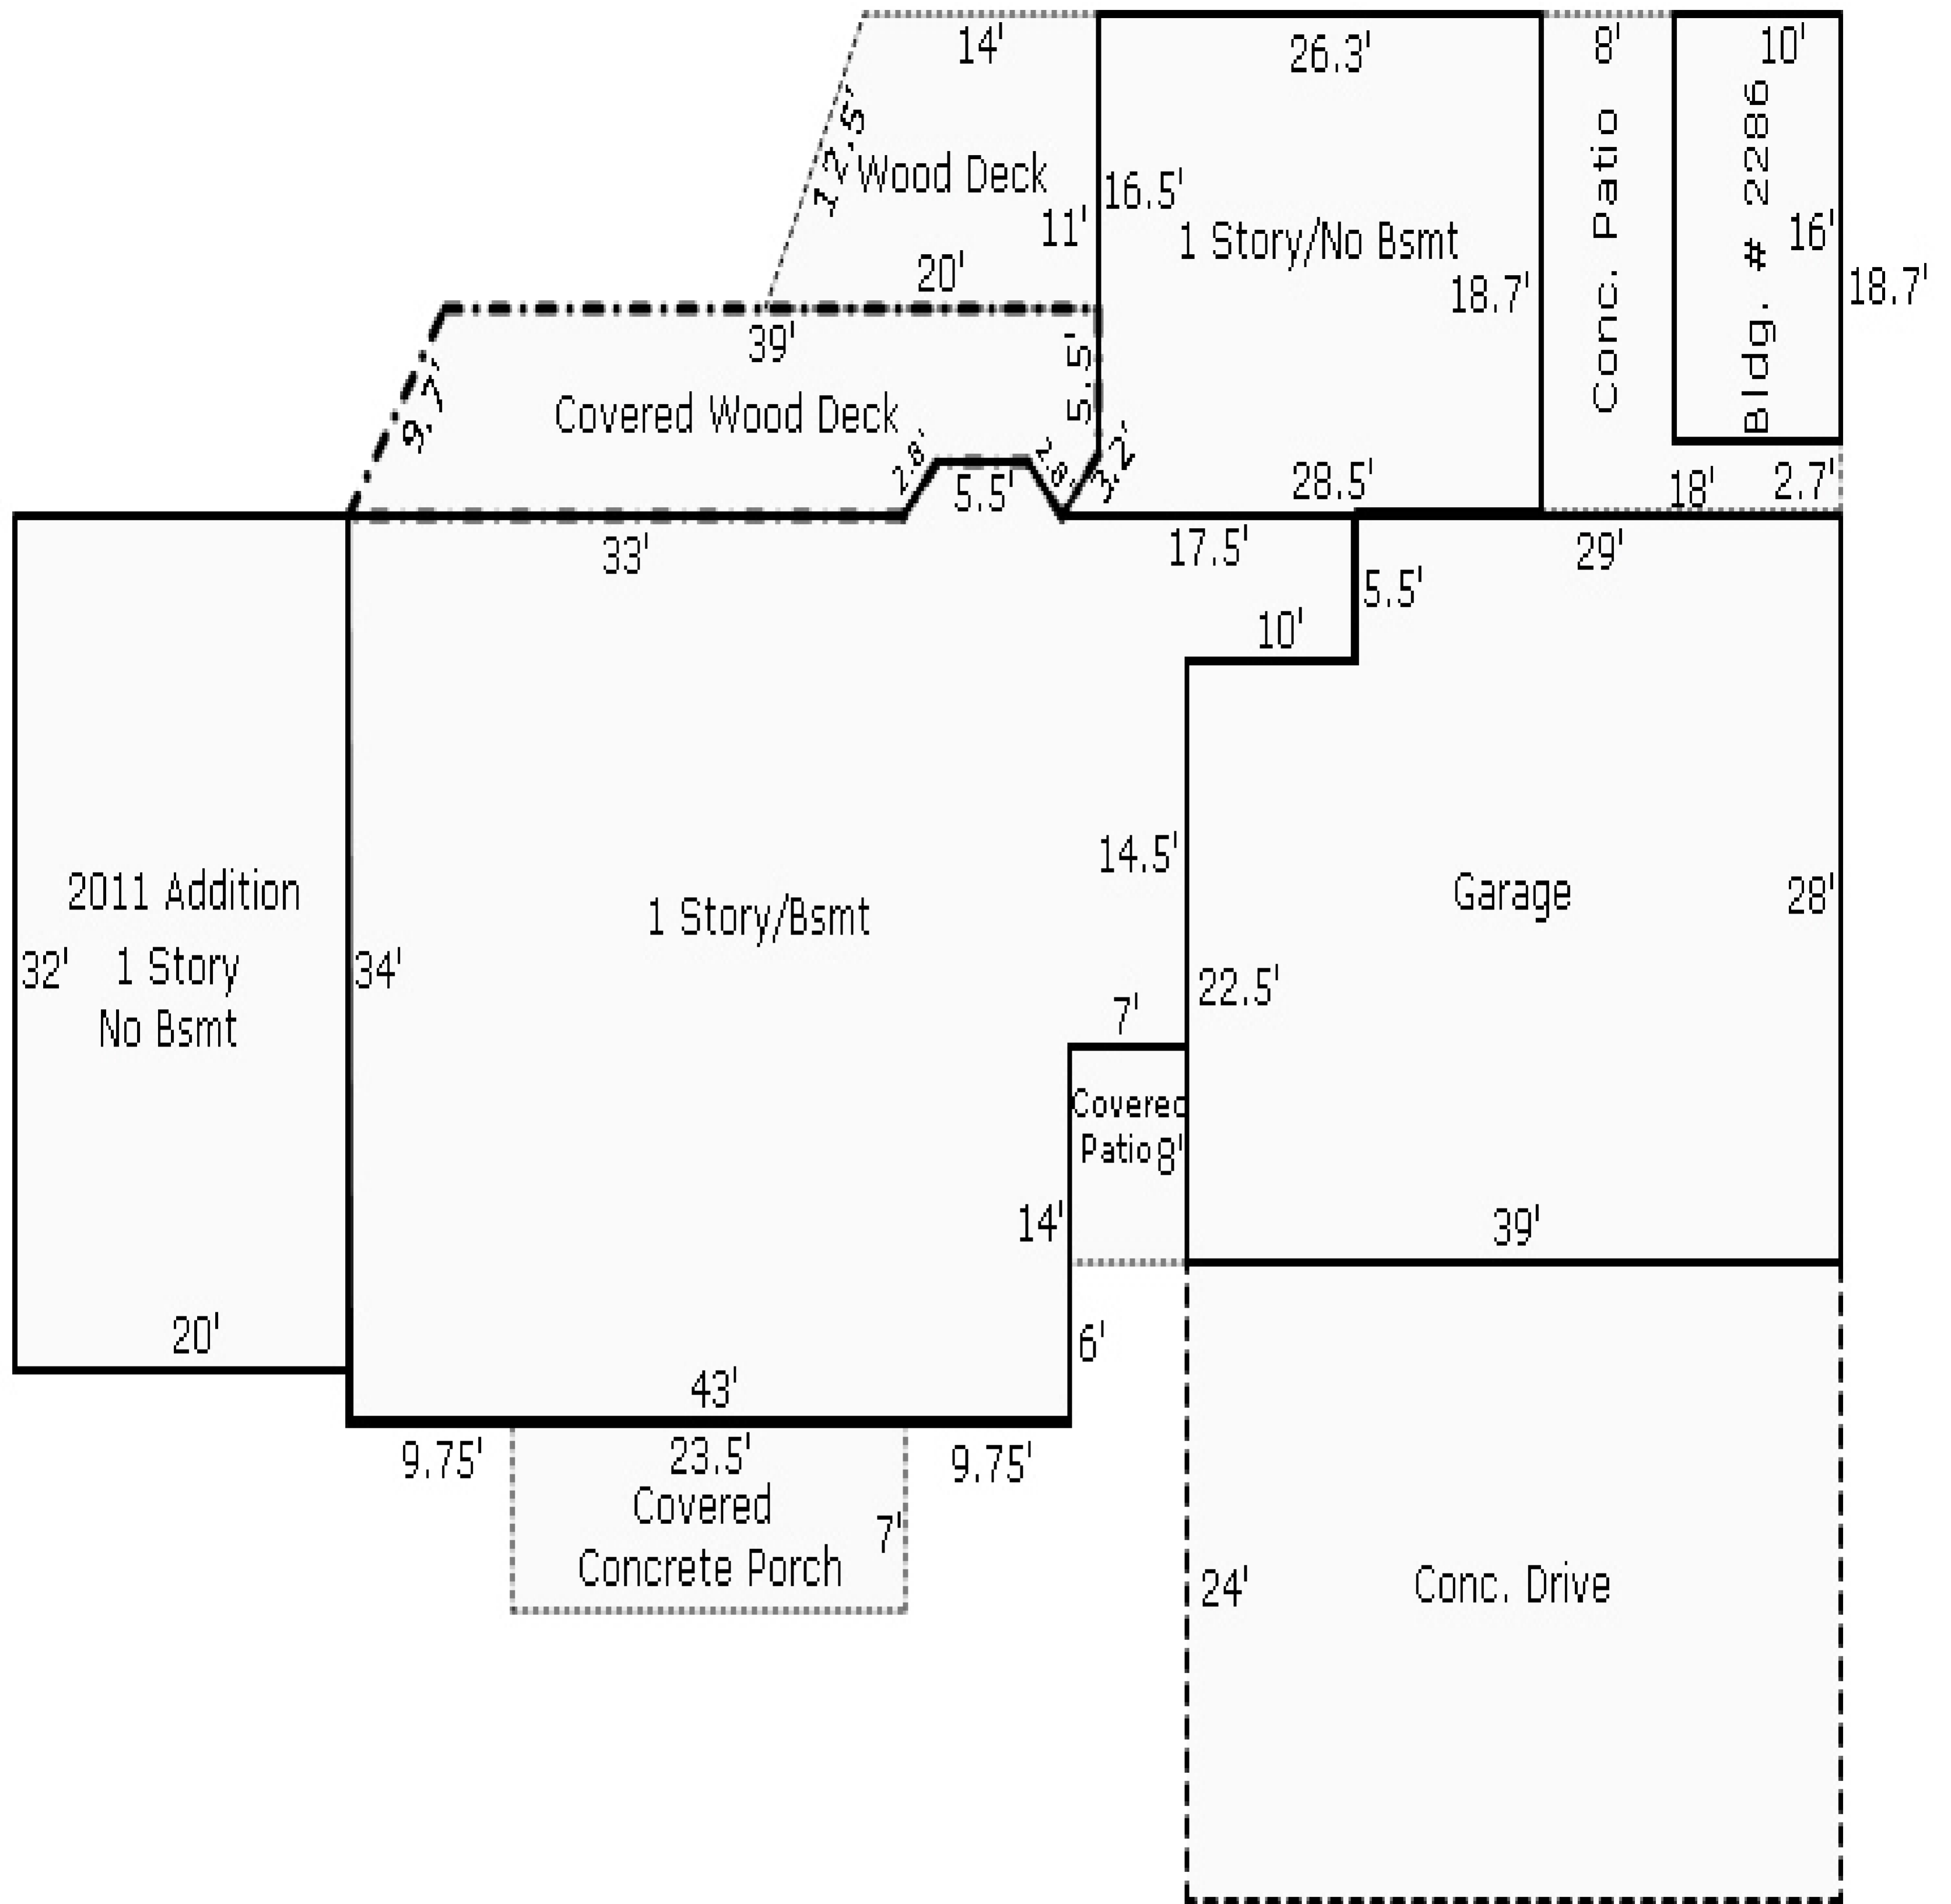 14'
26.3'
8'
10'
12.5'
Wood Deck
11'
16.5'
1 Story/No Bsmt
18.7'
Conc. Patio
Bldg. # 2286
16'
18.7'
20'
39'
5.5'
9.7'
Covered Wood Deck
2.8'
5.5'
3.2'
28.5'
18'
2.7'
33'
17.5'
29'
5.5'
10'
2011 Addition
1 Story
No Bsmt
32'
34'
1 Story/Bsmt
14.5'
Garage
28'
22.5'
7'
Covered
Patio
8'
14'
39'
20'
6'
43'
9.75'
23.5'
9.75'
Covered
Concrete Porch
7'
24'
Conc. Drive